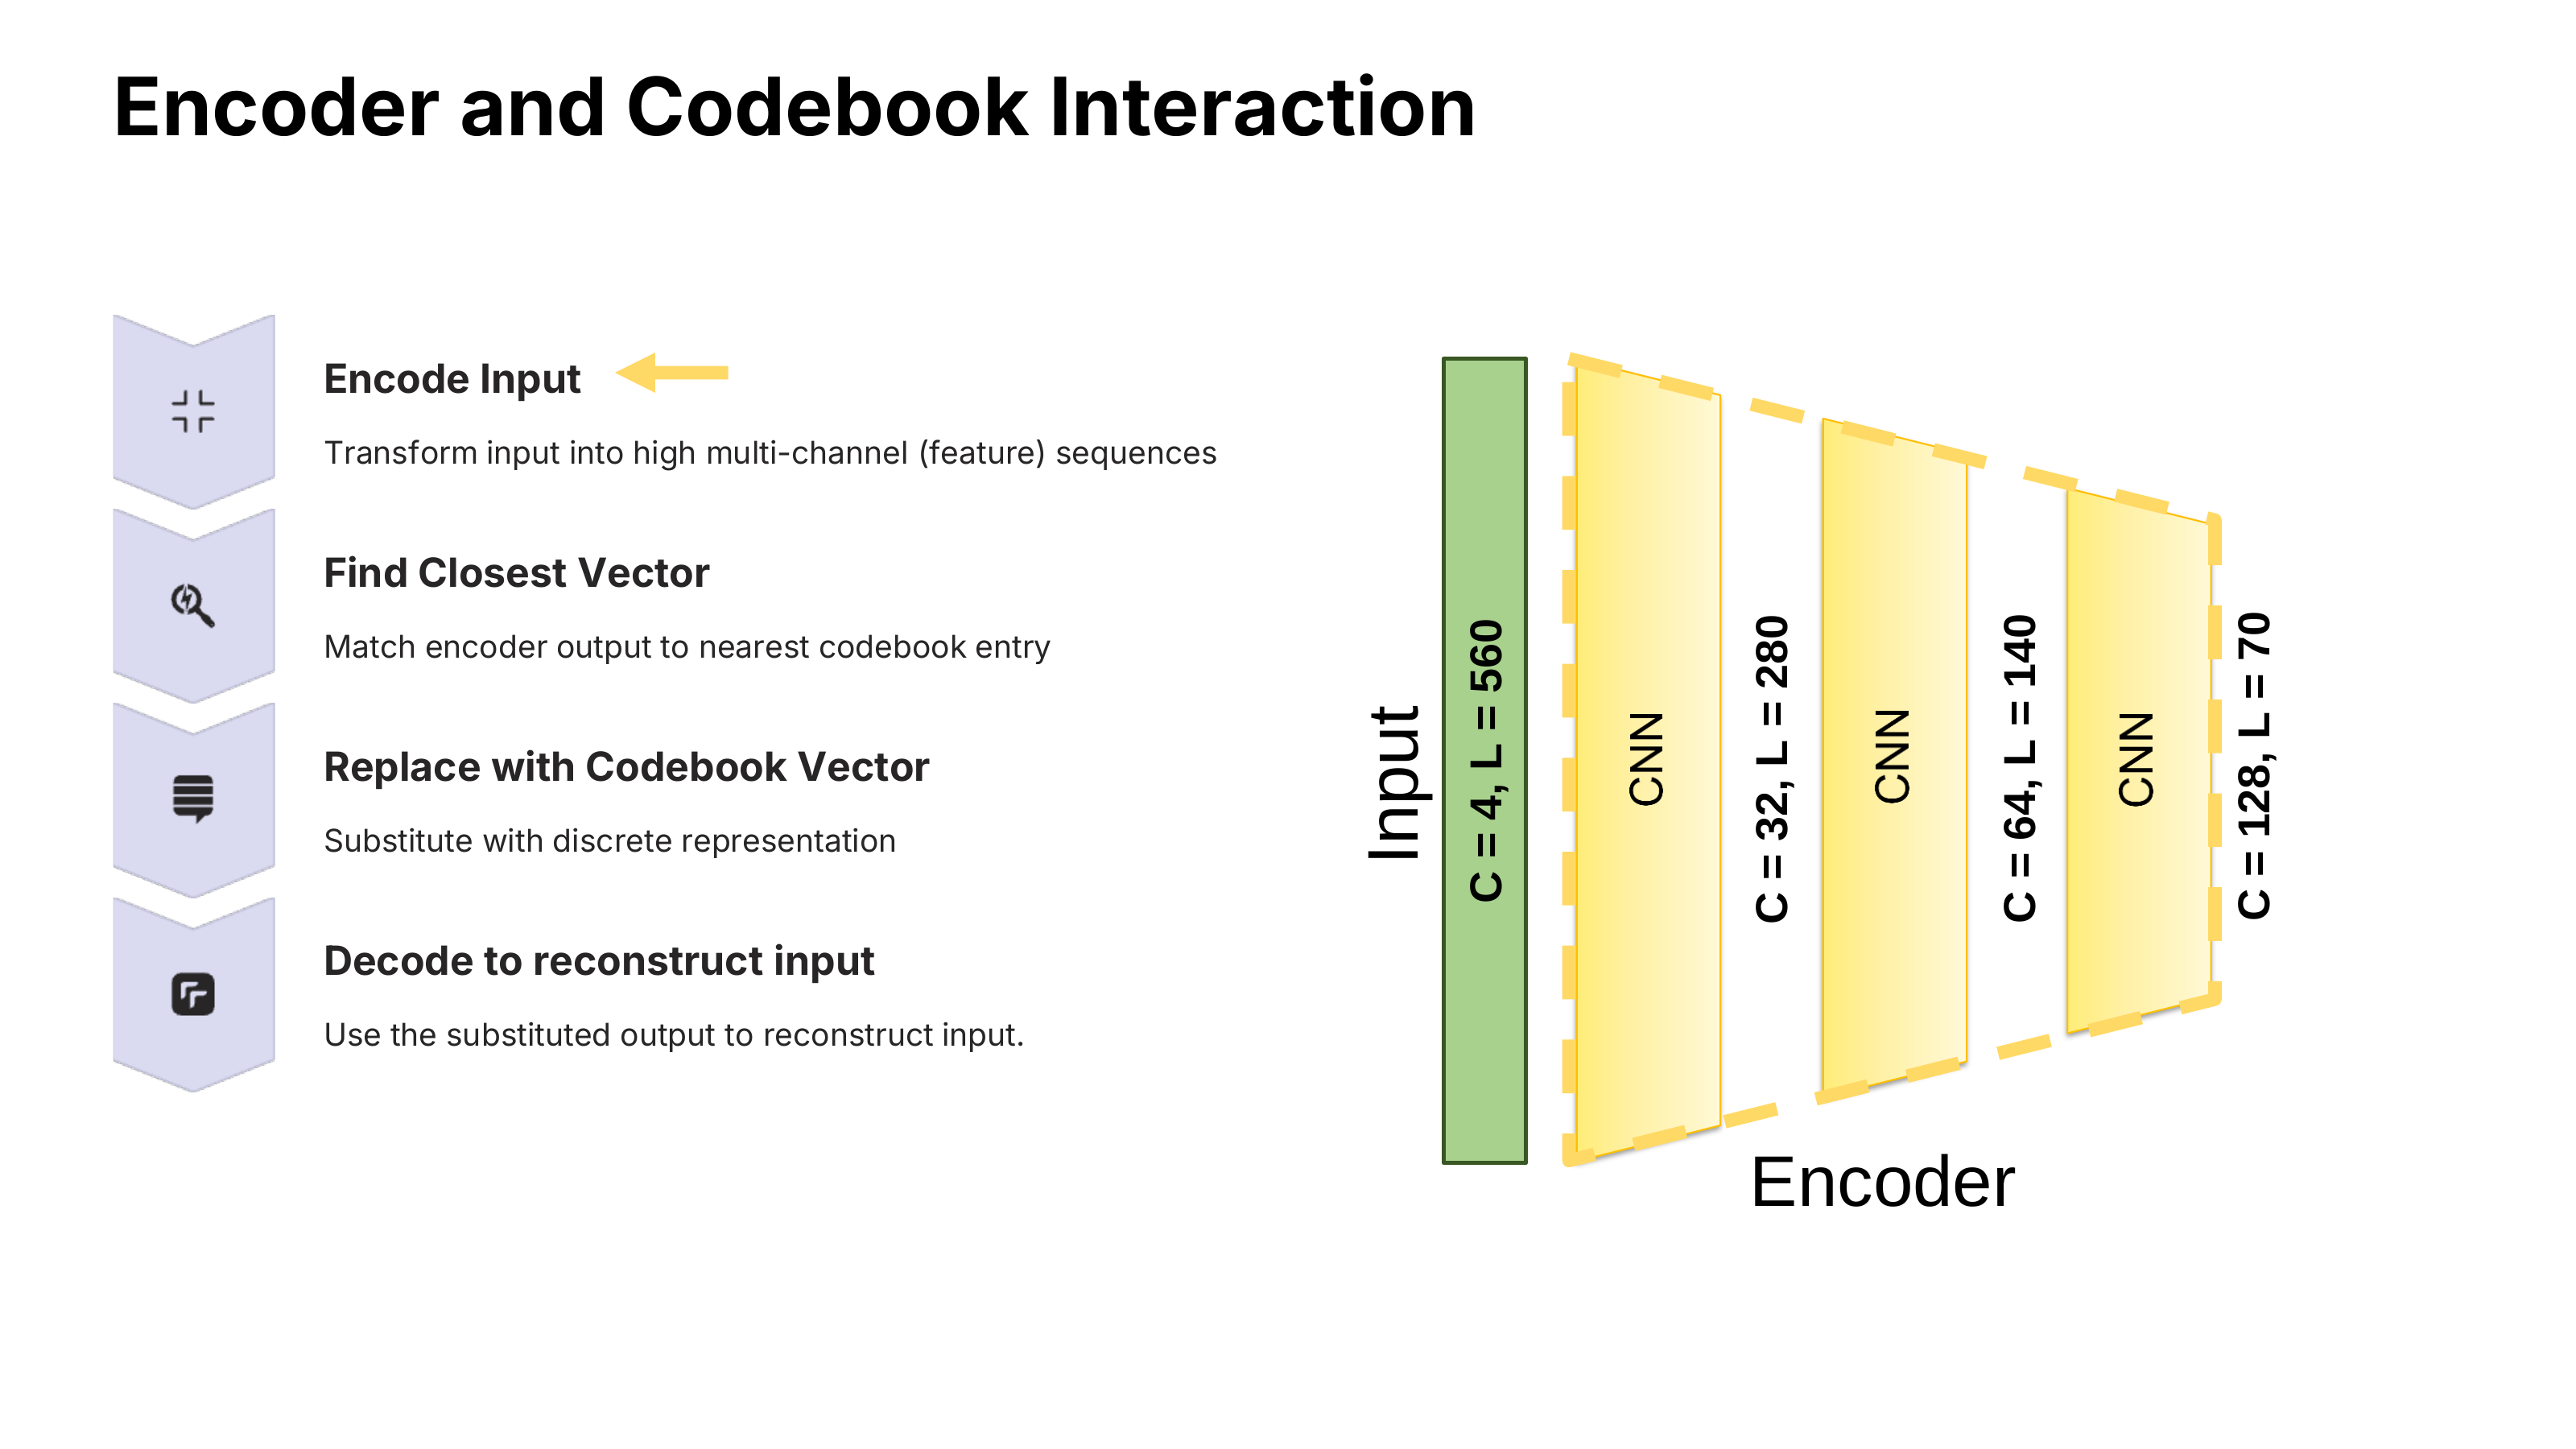 Encoder and Codebook Interaction
Encode Input
Transform input into high multi-channel (feature) sequences
Find Closest Vector
Match encoder output to nearest codebook entry
Replace with Codebook Vector
Substitute with discrete representation
Decode to reconstruct input
Use the substituted output to reconstruct input.
Input
C = 4, L = 560
CNN
C = 32, L = 280
CNN
C = 64, L = 140
CNN
C = 128, L = 70
Encoder